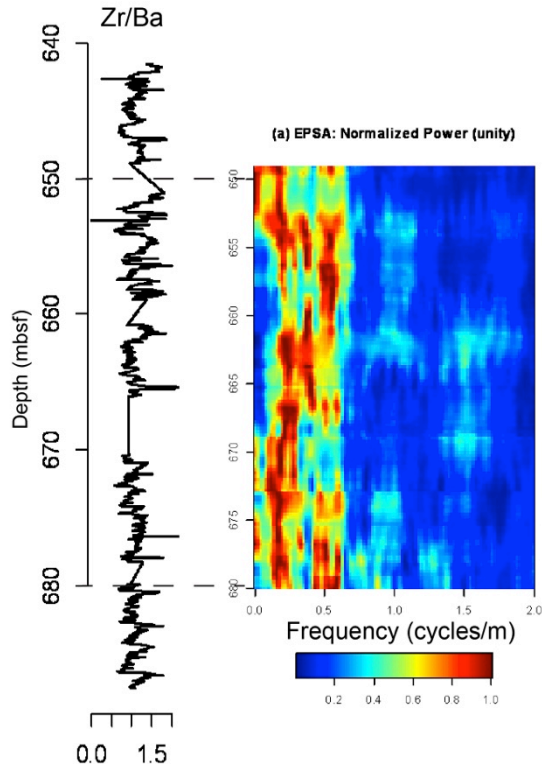 Zr/Ba
640
650
660
670
680
Depth (mbsf)
0.0 1.5
(a) EPSA: Normalized Power (unity)
650
655
660
665
670
675
680
0.0 0.5 1.0 1.5 2.0
Frequency (cycles/m)
0.2 0.4 0.6 0.8 1.0